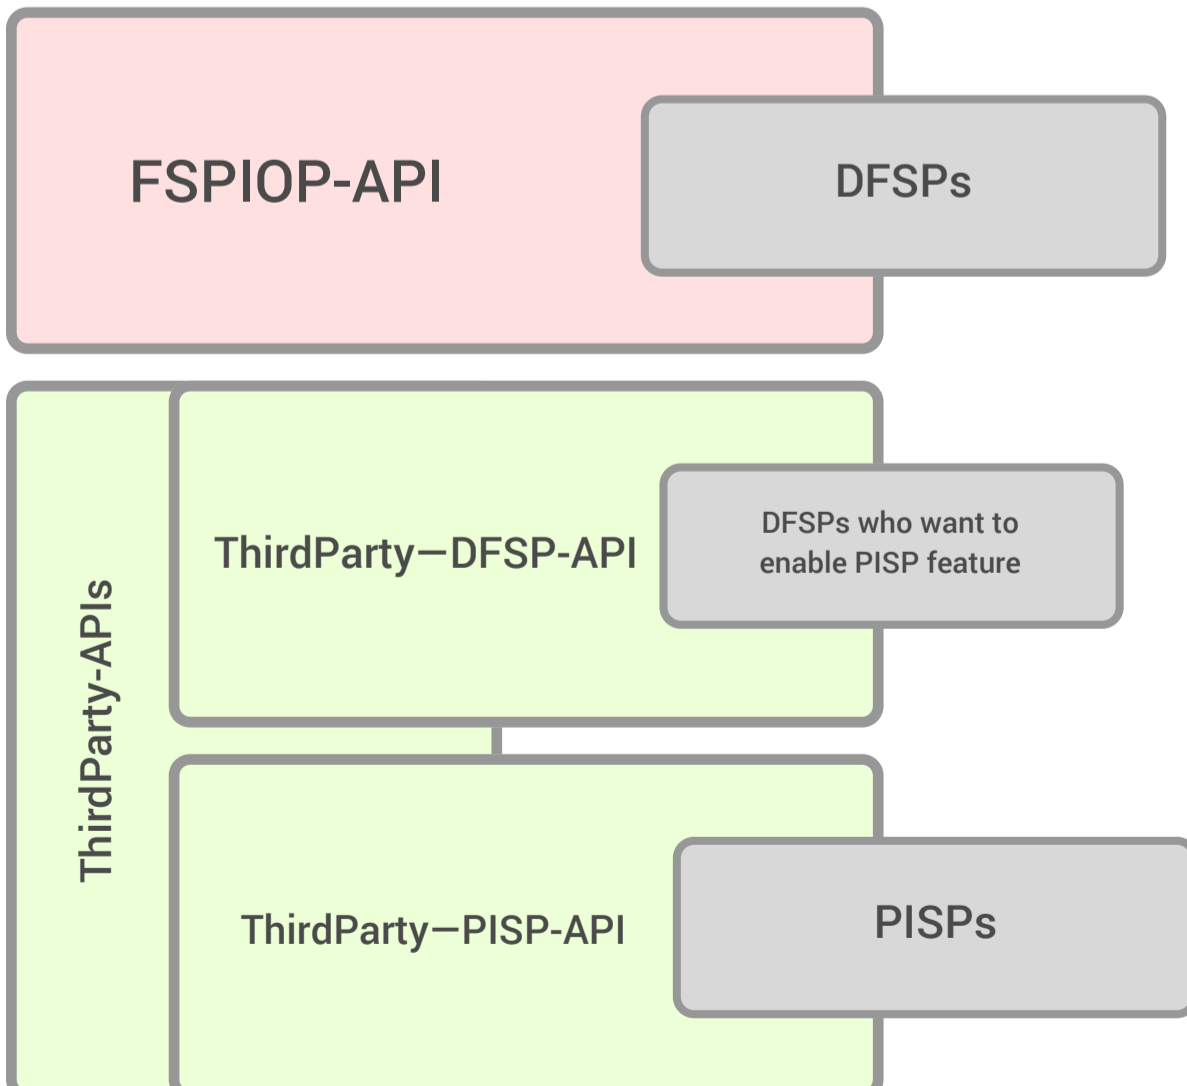 FSPIOP-API
DFSPs
ThirdParty-APIs
ThirdParty—DFSP-API
DFSPs who want to
enable PISP feature
ThirdParty—PISP-API
PISPs